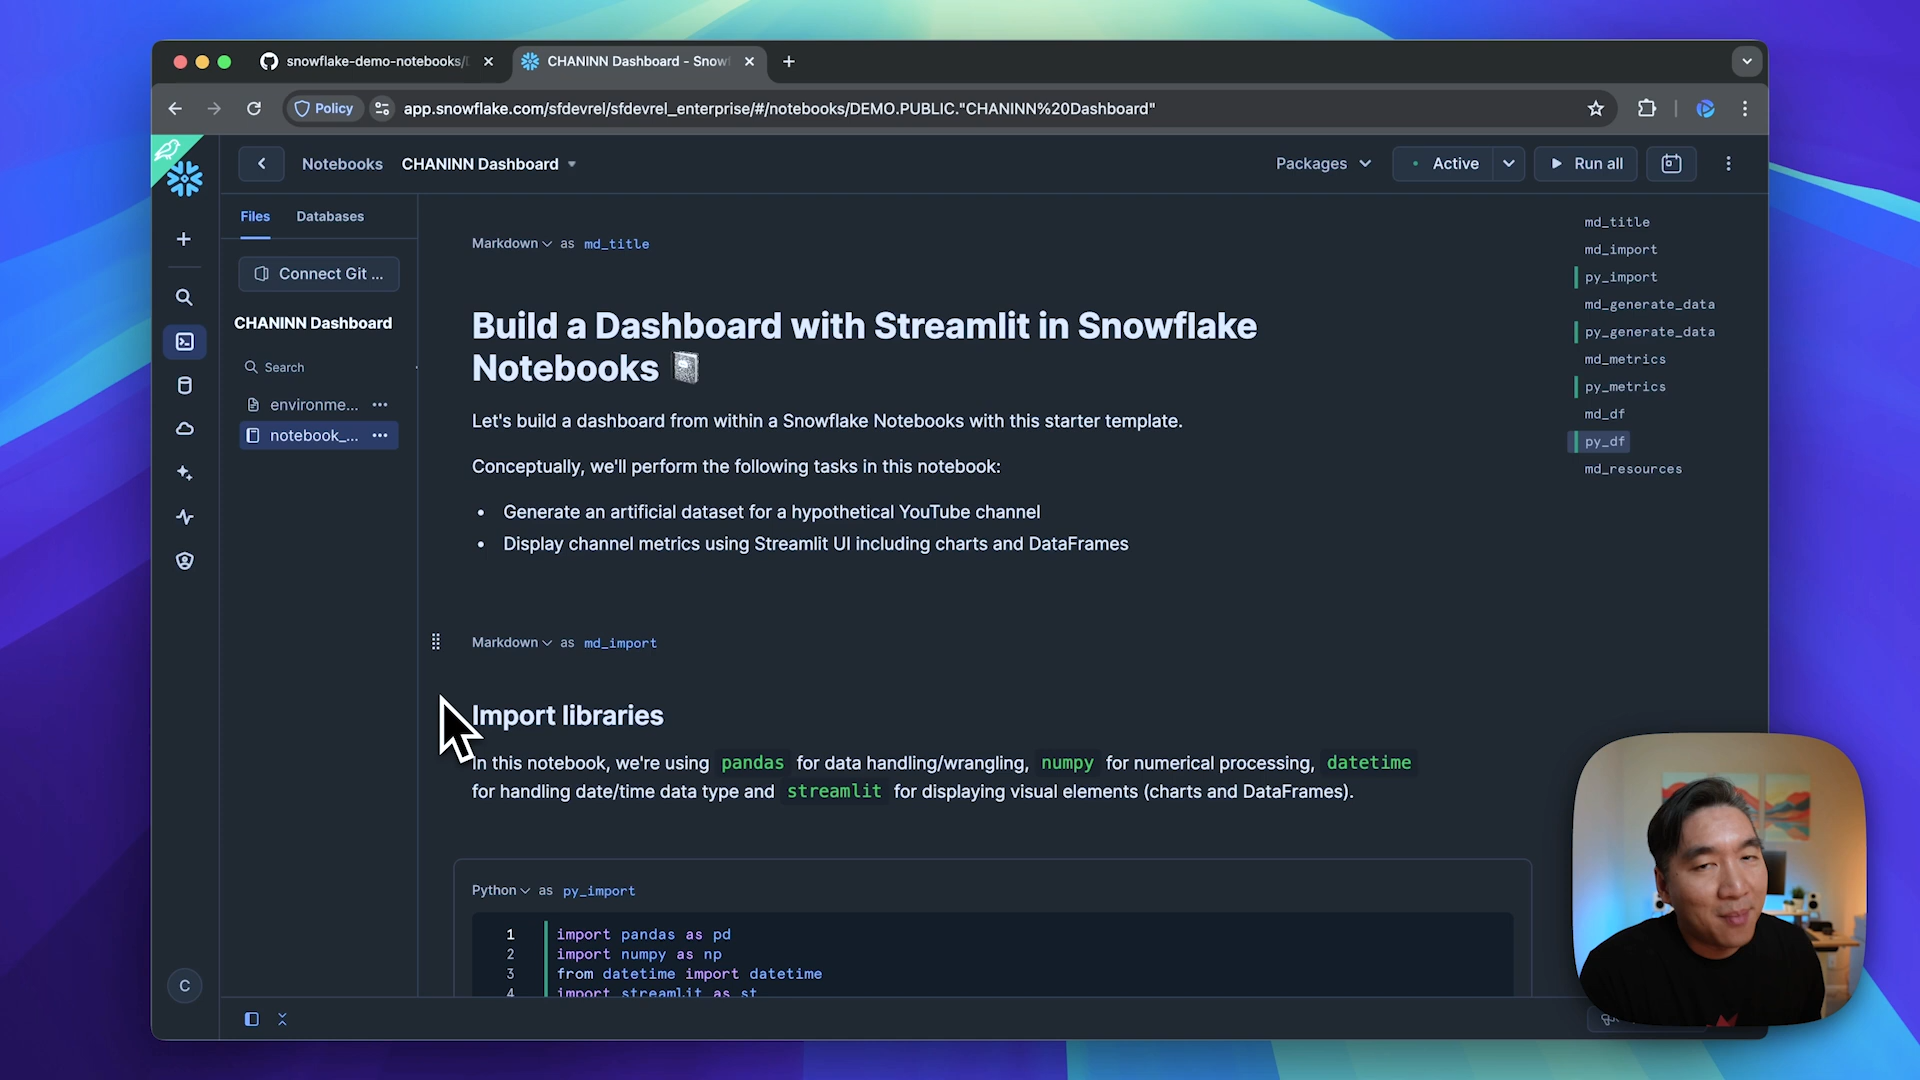 snowflake-demo-notebooks/
CHANINN Dashboard - Snow
Policy
app.snowflake.com/sfdevrel/sfdevrel_enterprise/#/notebooks/DEMO.PUBLIC."CHANINN%20Dashboard"
Notebooks
CHANINN Dashboard
Packages
Active
Run all
Files
Databases
Connect Git ...
CHANINN Dashboard
Search
environme...
notebook_...
C
Markdown as md_title
Build a Dashboard with Streamlit in Snowflake
Notebooks
Let's build a dashboard from within a Snowflake Notebooks with this starter template.
Conceptually, we'll perform the following tasks in this notebook:
• Generate an artificial dataset for a hypothetical YouTube channel
• Display channel metrics using Streamlit UI including charts and DataFrames
Markdown as md_import
Import libraries
In this notebook, we're using pandas for data handling/wrangling, numpy for numerical processing, datetime
for handling date/time data type and streamlit for displaying visual elements (charts and DataFrames).
Python as py_import
1 import pandas as pd
2 import numpy as np
3 from datetime import datetime
4 import streamlit as st
md_title
md_import
py_import
md_generate_data
py_generate_data
md_metrics
py_metrics
md_df
py_df
md_resources